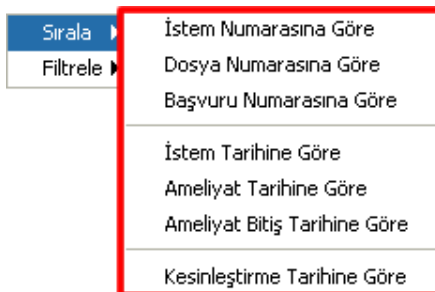 Sırala
Filtrele
İstem Numarasına Göre
Dosya Numarasına Göre
Başvuru Numarasına Göre
İstem Tarihine Göre
Ameliyat Tarihine Göre
Ameliyat Bitiş Tarihine Göre
Kesinleştirme Tarihine Göre